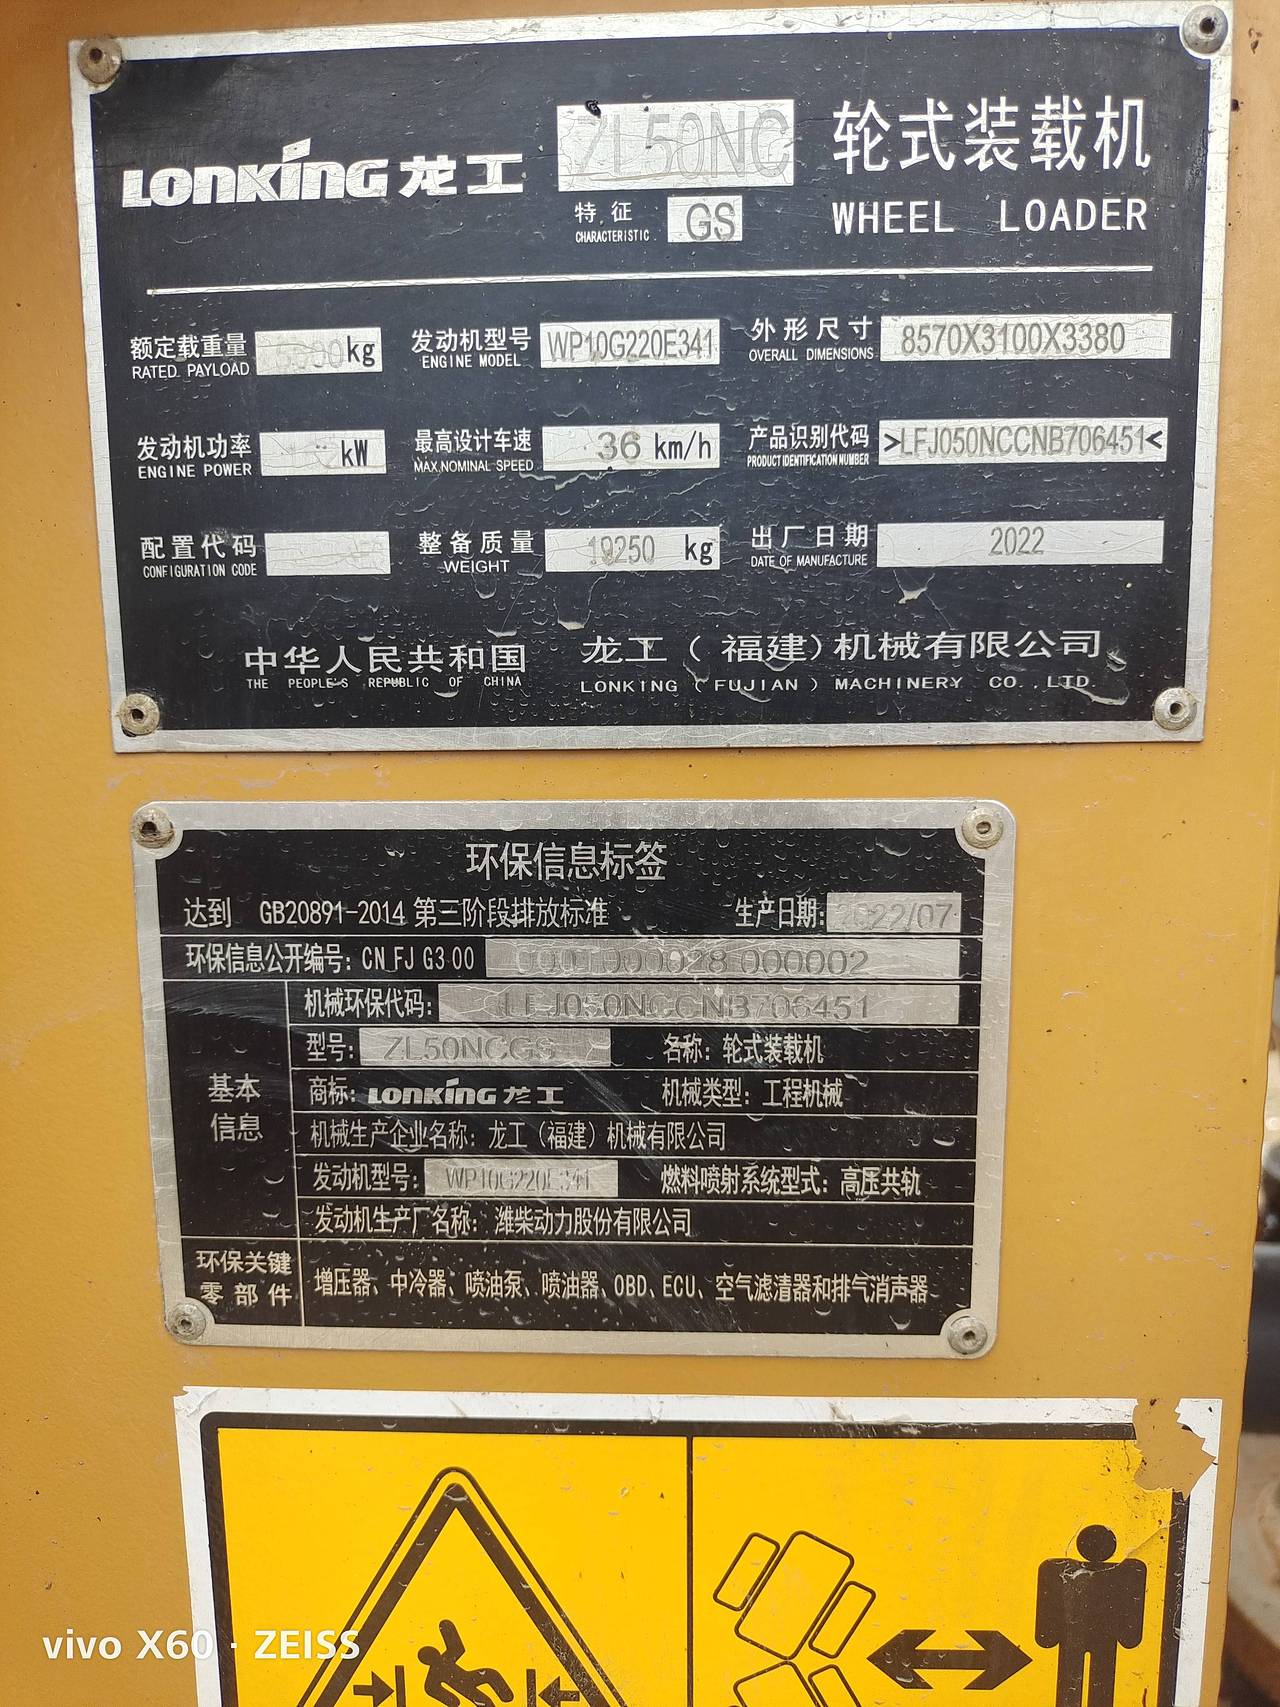 LONKING 龙工 ZL50NC 轮式装载机
特征 GS WHEEL LOADER
CHARACTERISTIC
额定载重量 kg 发动机型号 WP10G220E341 外形尺寸 8570X3100X3380
RATED PAYLOAD ENGINE MODEL OVERALL DIMENSIONS
发动机功率 kW 最高设计车速 36 km/h 产品识别代码 >LFJ050NCCNB706451<
ENGINE POWER MAX.NOMINAL SPEED PRODUCT IDENTIFICATION NUMBER
配置代码 整备质量 kg 出厂日期 2022
CONFIGURATION CODE WEIGHT DATE OF MANUFACTURE
中华人民共和国 龙工(福建)机械有限公司
THE PEOPLE'S REPUBLIC OF CHINA LONKING (FUJIAN) MACHINERY CO.,LTD.
环保信息标签
达到 GB20891-2014 第三阶段排放标准 生产日期: 2022/07
环保信息公开编号: CN FJ G3 00 000002
机械环保代码: LFJ050NCCNB706451
型号: ZL50NCGS 名称: 轮式装载机
基本信息
商标: LONKING 龙工 机械类型: 工程机械
机械生产企业名称: 龙工(福建)机械有限公司
发动机型号: WP10G220E341 燃料喷射系统型式: 高压共轨
发动机生产厂名称: 潍柴动力股份有限公司
环保关键零部件 增压器、中冷器、喷油泵、喷油器、OBD、ECU、空气滤清器和排气消声器
vivo X60 · ZEISS